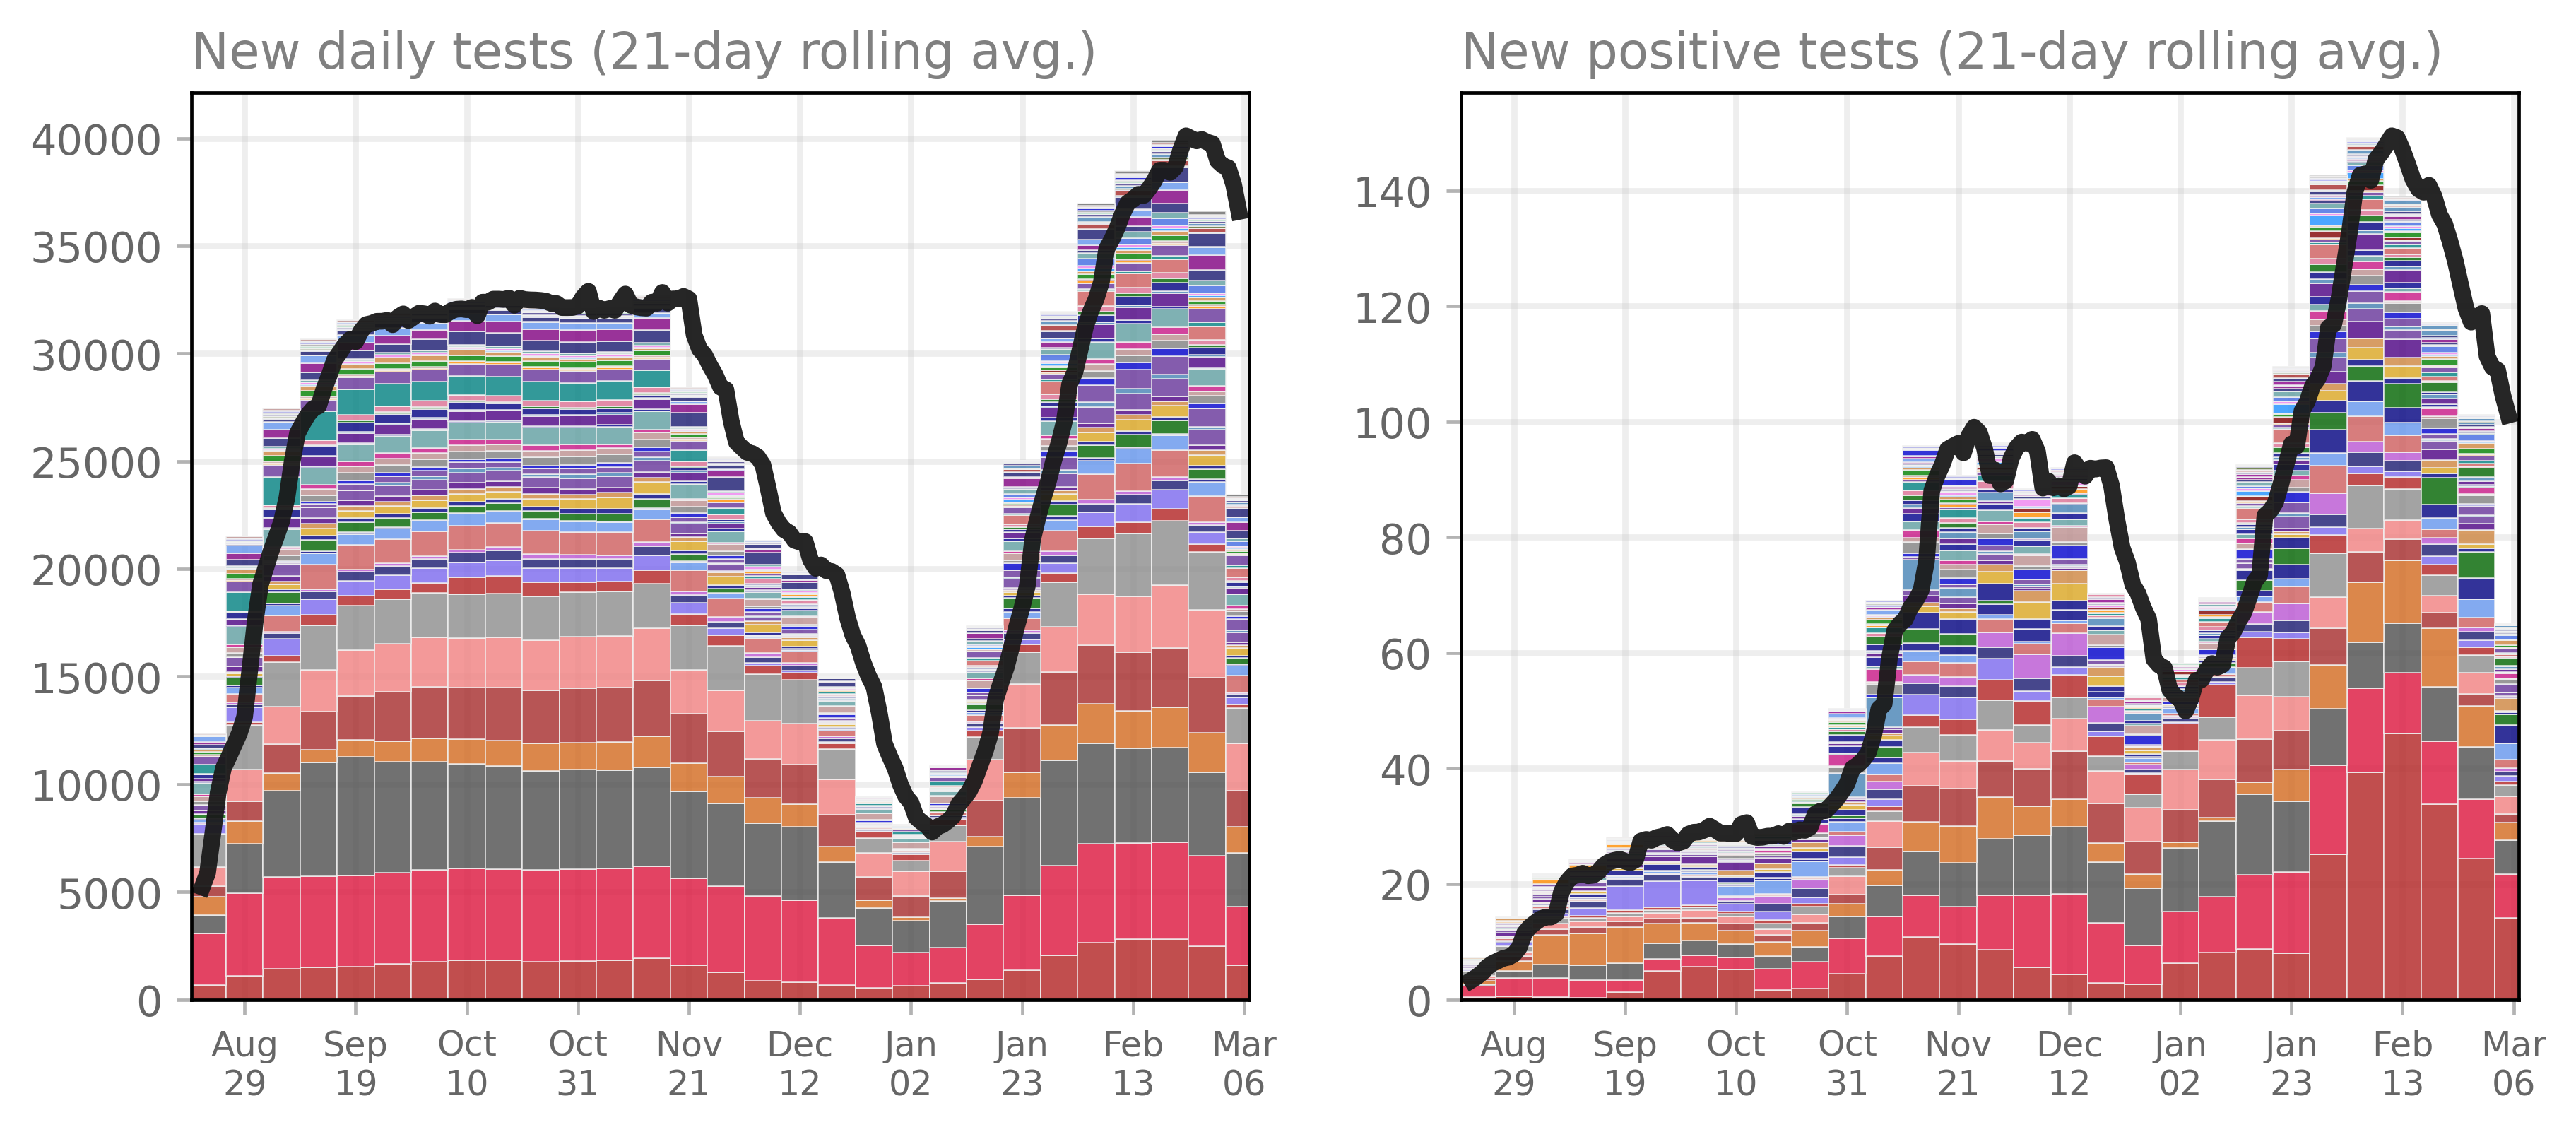 New daily tests (21-day rolling avg.)
40000
35000
30000
25000
20000
15000
10000
5000
0
Aug 29
Sep 19
Oct 10
Oct 31
Nov 21
Dec 12
Jan 02
Jan 23
Feb 13
Mar 06
New positive tests (21-day rolling avg.)
140
120
100
80
60
40
20
0
Aug 29
Sep 19
Oct 10
Oct 31
Nov 21
Dec 12
Jan 02
Jan 23
Feb 13
Mar 06